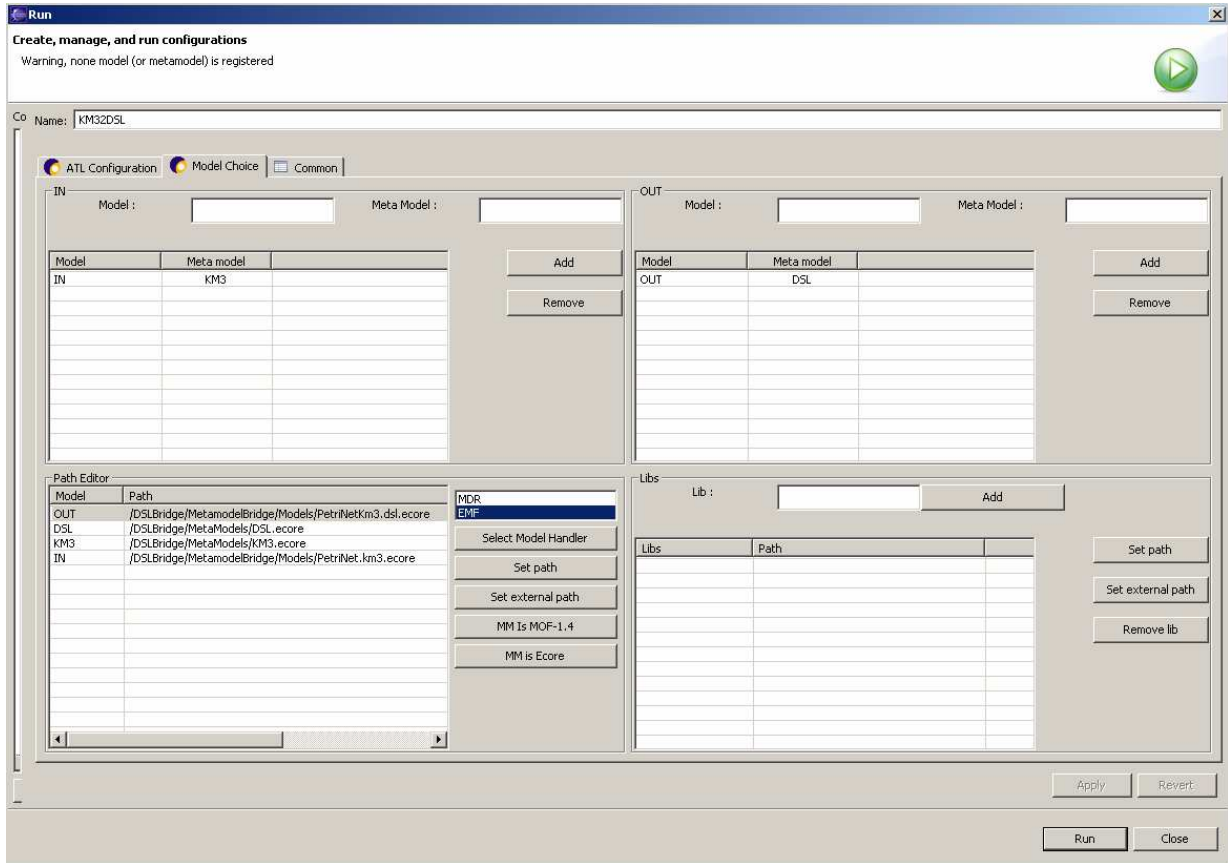 Run
Create, manage, and run configurations
Warning, none model (or metamodel) is registered
Co Name: KM32DSL
ATL Configuration Model Choice Common
IN
Model : Meta Model :
Model Meta model
IN KM3
Add
Remove
OUT
Model : Meta Model :
Model Meta model
OUT DSL
Add
Remove
Path Editor
Model Path
OUT /DSLBridge/MetamodelBridge/Models/PetriNetKm3.dsl.ecore
DSL /DSLBridge/MetaModels/DSL.ecore
KM3 /DSLBridge/MetaModels/KM3.ecore
IN /DSLBridge/MetamodelBridge/Models/PetriNet.km3.ecore
MDR
EMF
Select Model Handler
Set path
Set external path
MM Is MOF-1.4
MM is Ecore
Libs
Lib : Add
Libs Path
Set path
Set external path
Remove lib
Apply Revert
Run Close